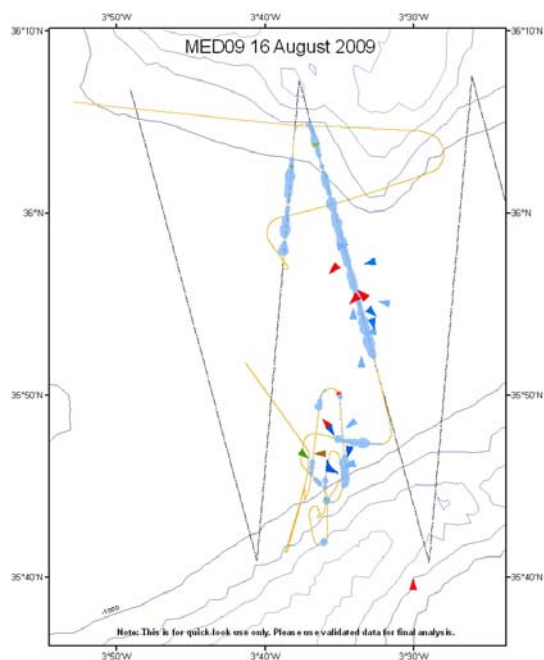 3°50'W 3°40'W 3°30'W
36°10'N 36°10'N
MED09 16 August 2009
36°N 36°N
35°50'N 35°50'N
35°40'N 35°40'N
-1000
Note: This is for quick-look use only. Please use validated data for final analysis.
3°50'W 3°40'W 3°30'W